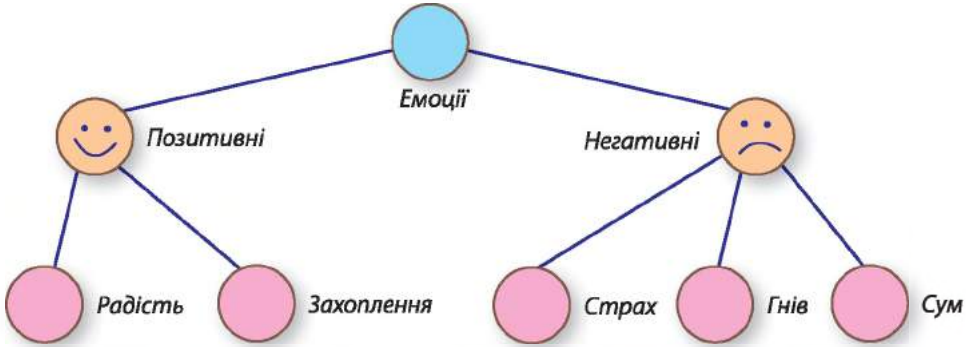 Емоції
Позитивні
Негативні
Радість
Захоплення
Страх
Гнів
Сум